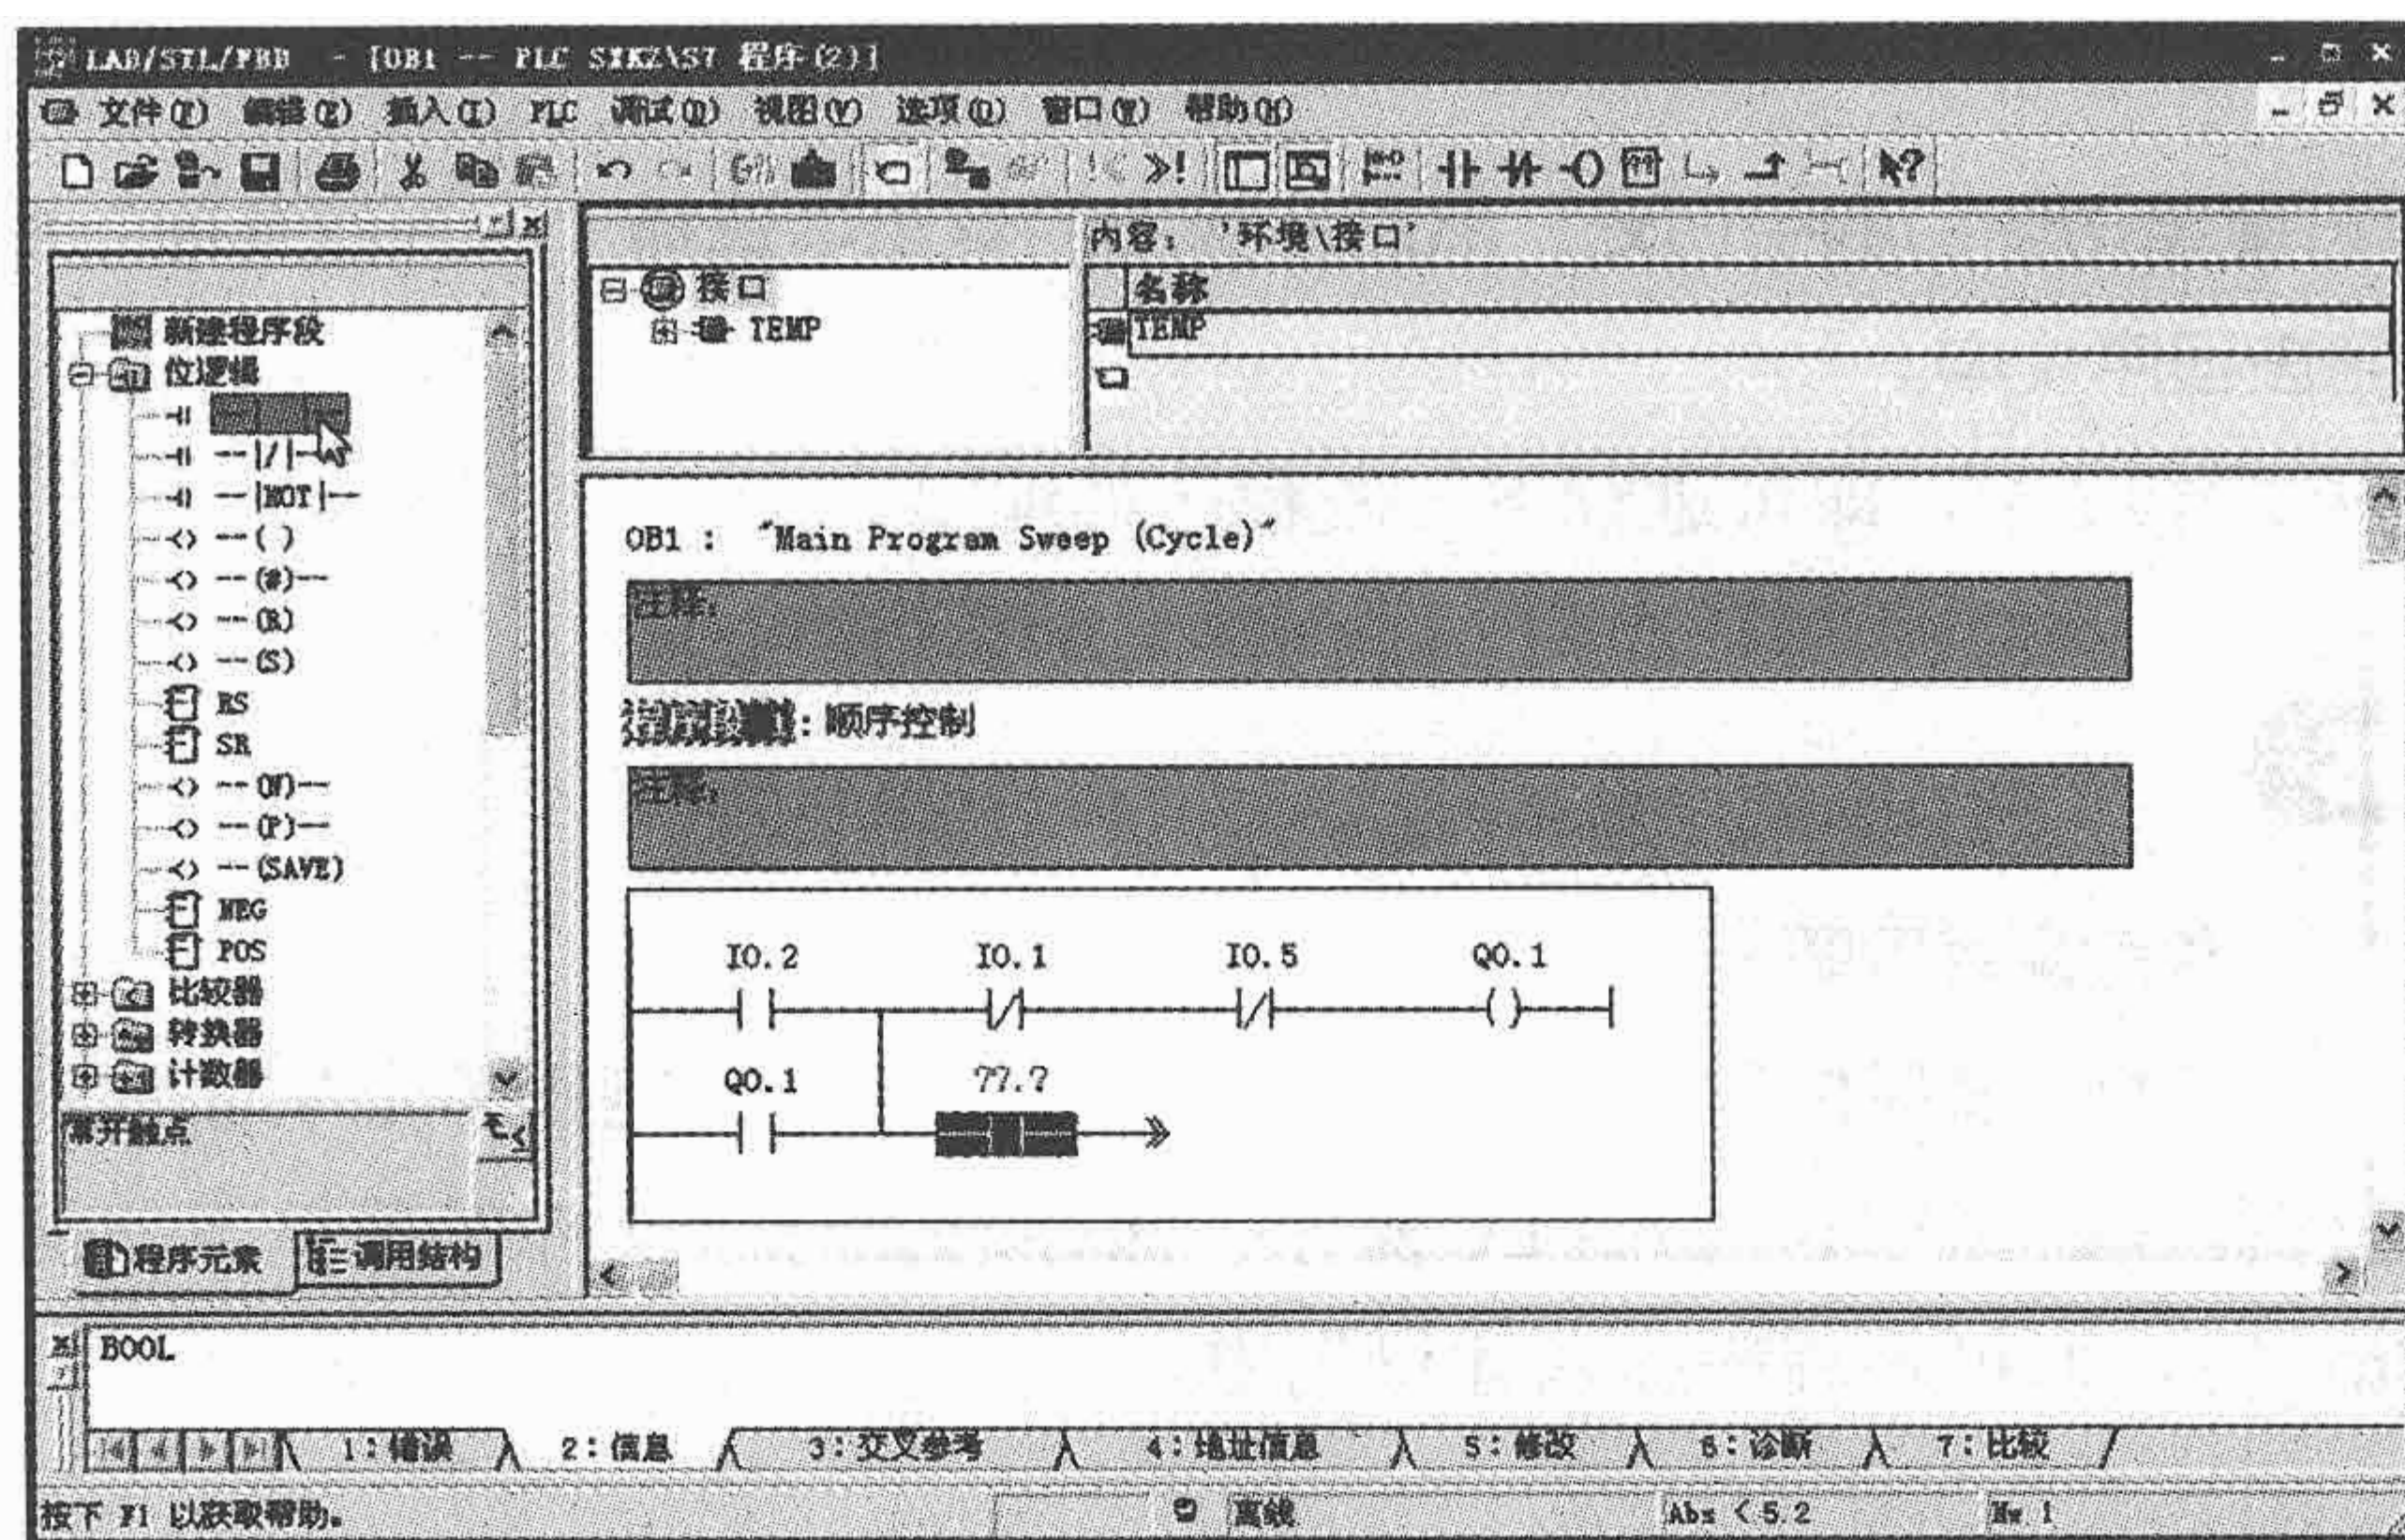 LAB/STL/FBD - [OB1 -- PLC SXKZ\S7 程序(2)]
文件(F) 编辑(E) 插入(I) PLC 调试(D) 视图(V) 选项(O) 窗口(W) 帮助(H)
内容： '环境\接口'
接口
名称
TEMP
TEMP
新建程序段
位逻辑
--|/|--
--|NOT|--
--( )
--(#)--
--(R)
--(S)
RS
SR
--(N)--
--(P)--
--(SAVE)
NEG
POS
比较器
转换器
计数器
常开触点
程序元素 调用结构
OB1 : "Main Program Sweep (Cycle)"
注释:
：顺序控制
注释:
I0.2 I0.1 I0.5 Q0.1
Q0.1 ??.?
BOOL
1：错误 2：信息 3：交叉参考 4：地址信息 5：修改 6：诊断 7：比较
按下 F1 以获取帮助。 离线 Abs < 5.2 Nw 1